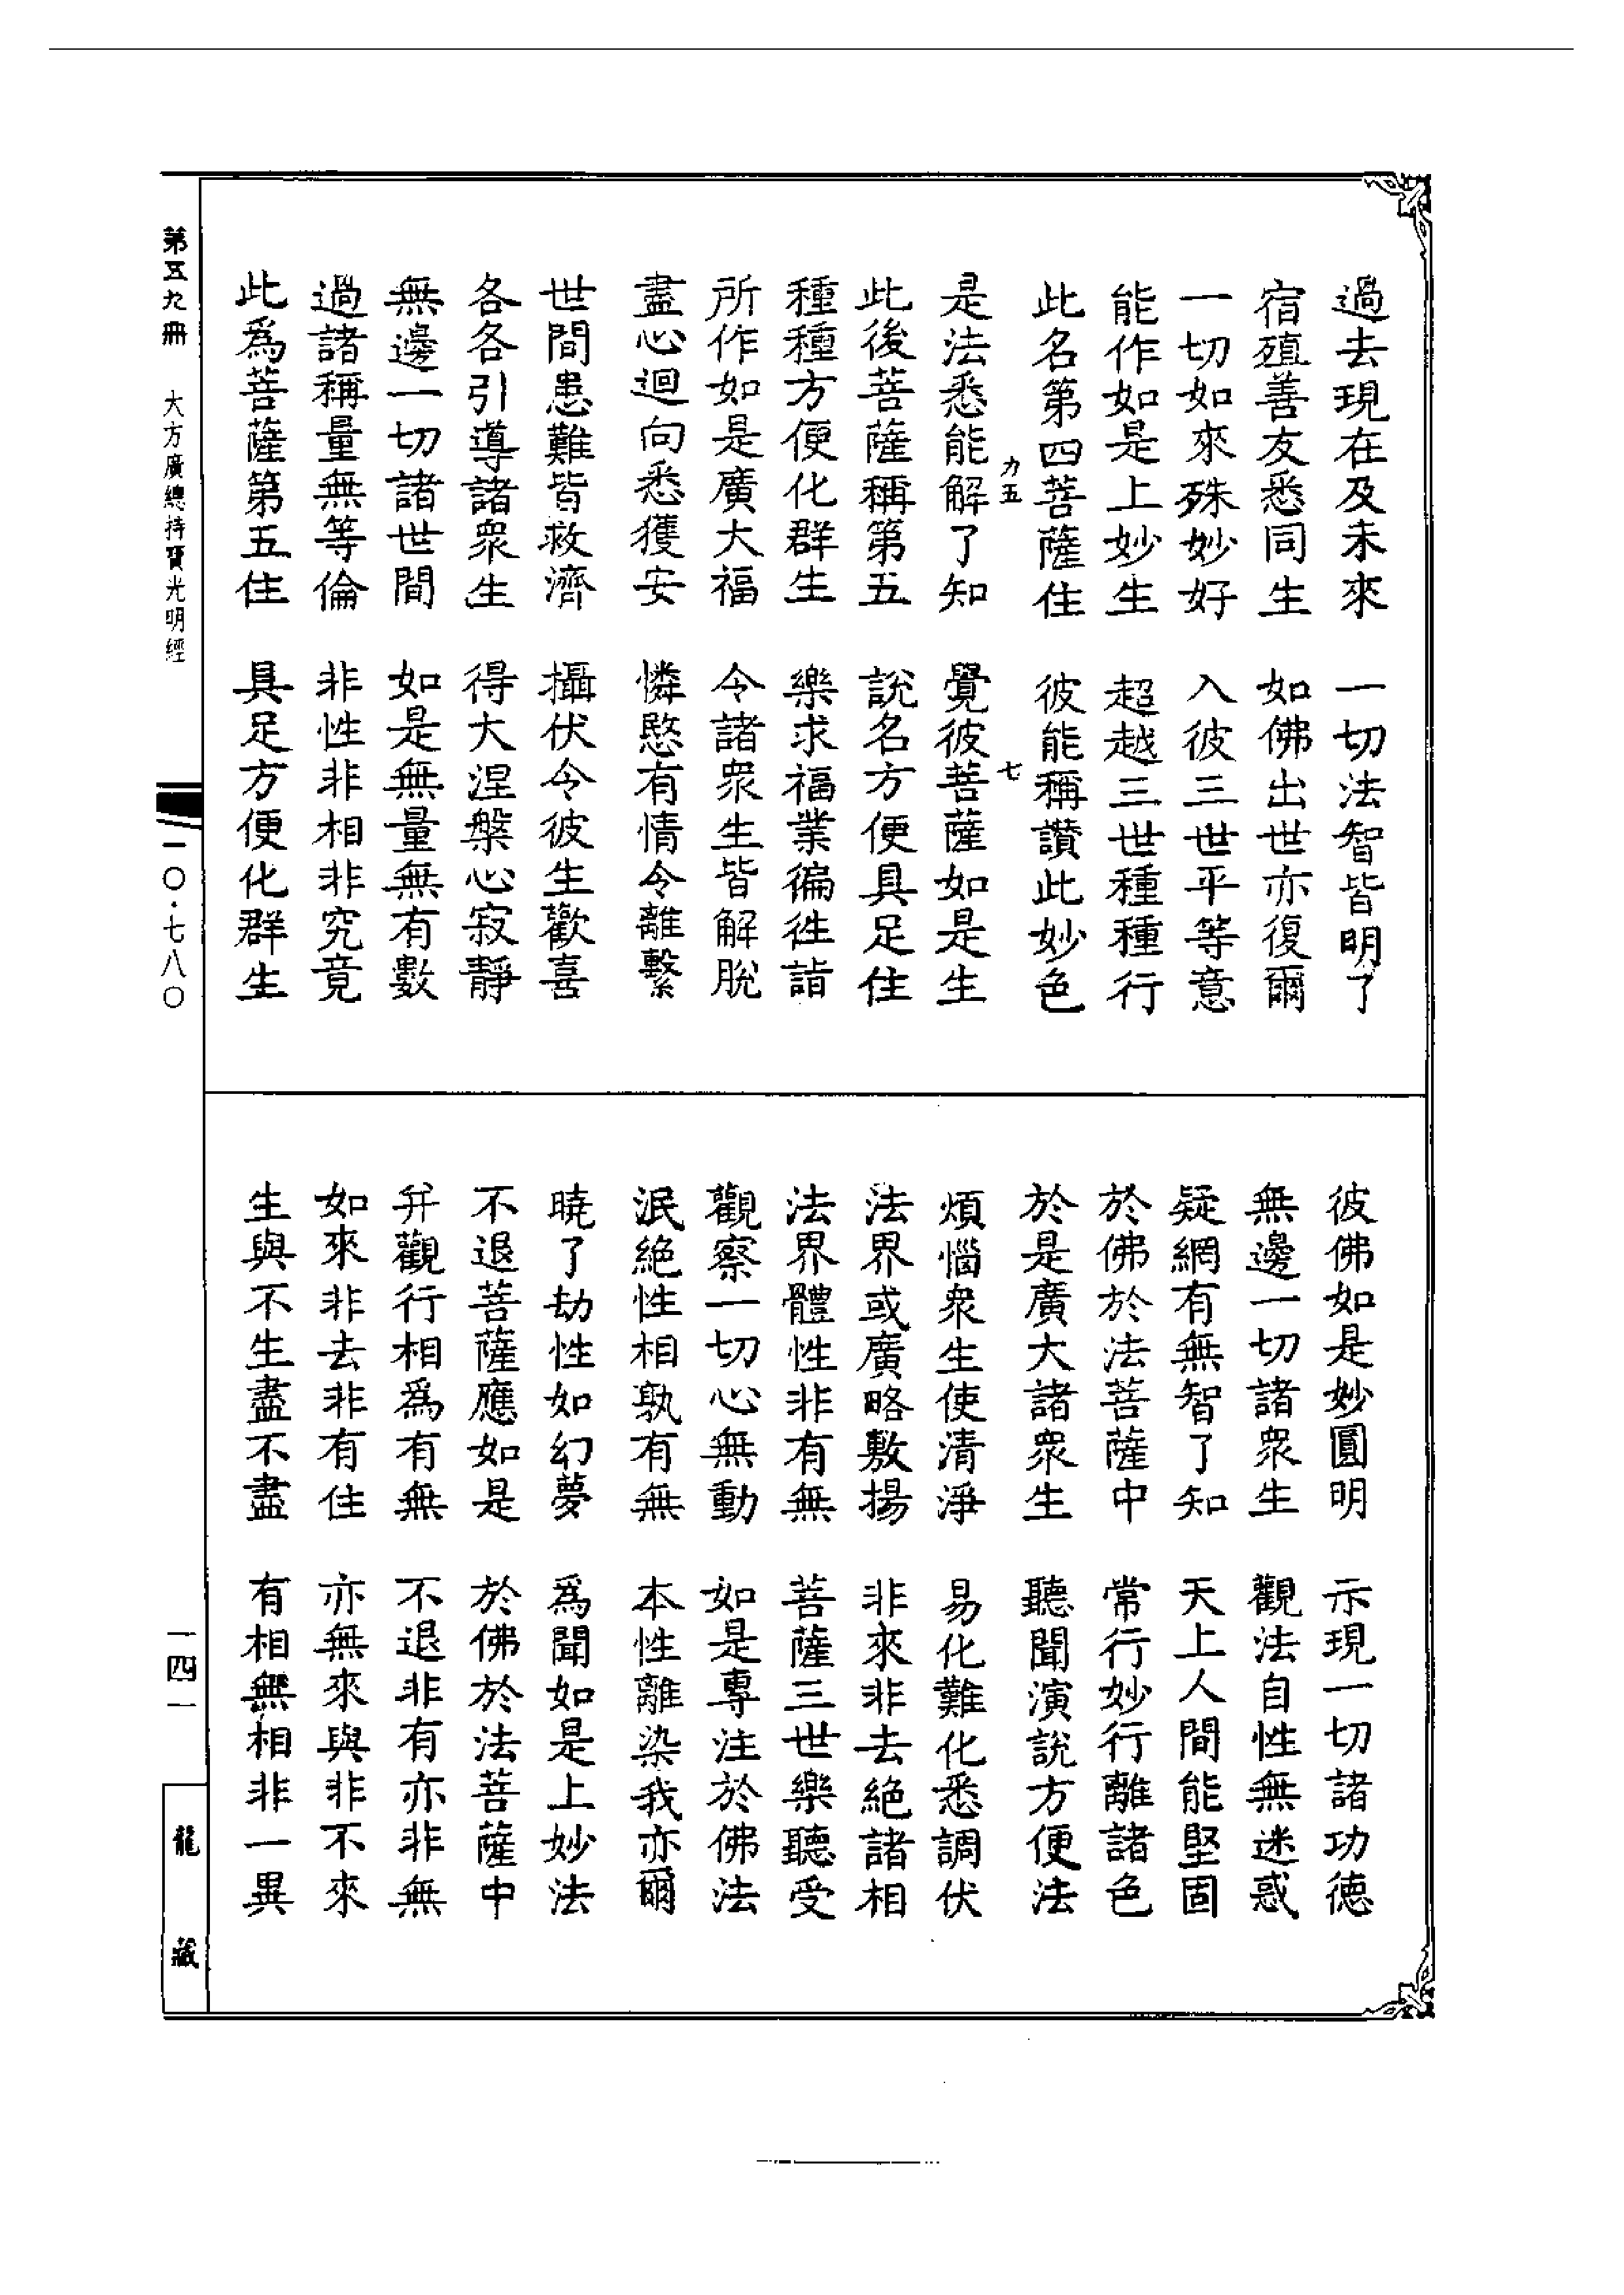 過去現在及未來　一切法智皆明了
宿殖善友悉同生　如佛出世亦復爾
一切如來殊妙好　入彼三世平等意
能作如是上妙生　超越三世種種行
此名第四菩薩住　彼能稱讚此妙色
力五　七
是法悉能解了知　覺彼菩薩如是生
此後菩薩稱第五　說名方便具足住
種種方便化群生　樂求福業徧徃詣
所作如是廣大福　令諸衆生皆解脫
盡心迴向悉獲安　憐愍有情令離繫
世間患難皆救濟　攝伏令彼生歡喜
各各引導諸衆生　得大涅槃心寂靜
無邊一切諸世間　如是無量無有數
過諸稱量無等倫　非性非相非究竟
此爲菩薩第五住　具足方便化群生
彼佛如是妙圓明　示現一切諸功德
無邊一切諸衆生　觀法自性無迷惑
疑網有無智了知　天上人間能堅固
於佛於法菩薩中　常行妙行離諸色
於是廣大諸衆生　聽聞演說方便法
煩惱衆生使清淨　易化難化悉調伏
法界或廣略敷揚　非來非去絶諸相
法界體性非有無　菩薩三世樂聽受
觀察一切心無動　如是專注於佛法
泯絶性相孰有無　本性離染我亦爾
曉了劫性如幻夢　爲聞如是上妙法
不退菩薩應如是　於佛於法菩薩中
幷觀行相爲有無　不退非有亦非無
如來非去非有住　亦無來與非不來
生與不生盡不盡　有相無相非一異
第五九冊　大方廣總持寶光明經　一〇·七八〇　一四一　龍藏